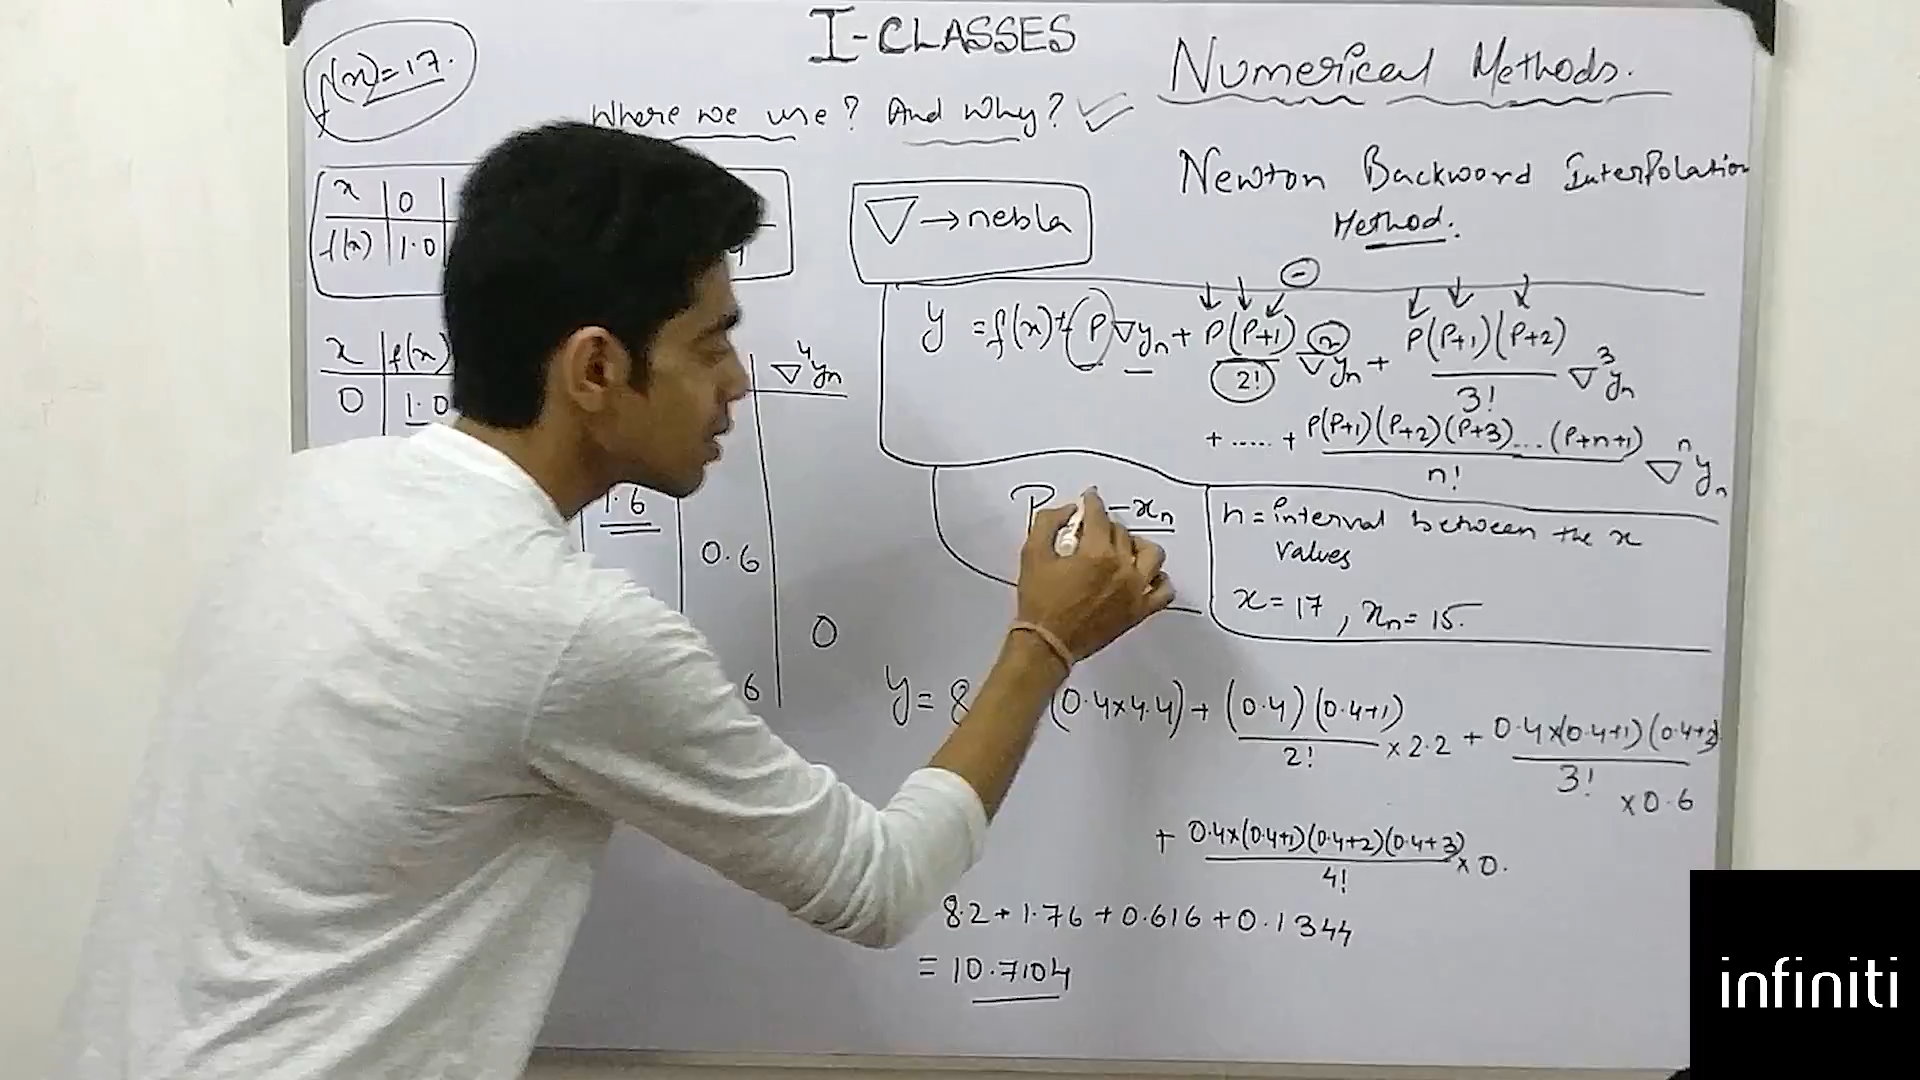 I-CLASSES
f(x)=17.
Numerical Methods.
Where we use? And Why? ✓
Newton Backword Interpolation
Method.
x 0
f(x) 1.0
▽→nebla
−
y = f(x) + P▽yn + P(P+1)/2! ▽²yn + P(P+1)(P+2)/3! ▽³yn
+ ..... + P(P+1)(P+2)(P+3)...(P+n+1)/n! ▽ⁿyn
x f(x) ▽⁴yn
0 1.0
1.6
0.6
0
6
P −xn
h = interval between the x
values
x = 17, xn = 15.
y = 8 (0.4×4.4) + (0.4)(0.4+1)/2! ×2.2 + 0.4×(0.4+1)(0.4+2)/3! ×0.6
+ 0.4×(0.4+1)(0.4+2)(0.4+3)/4! ×0.
8.2 + 1.76 + 0.616 + 0.1344
= 10.7104
infiniti